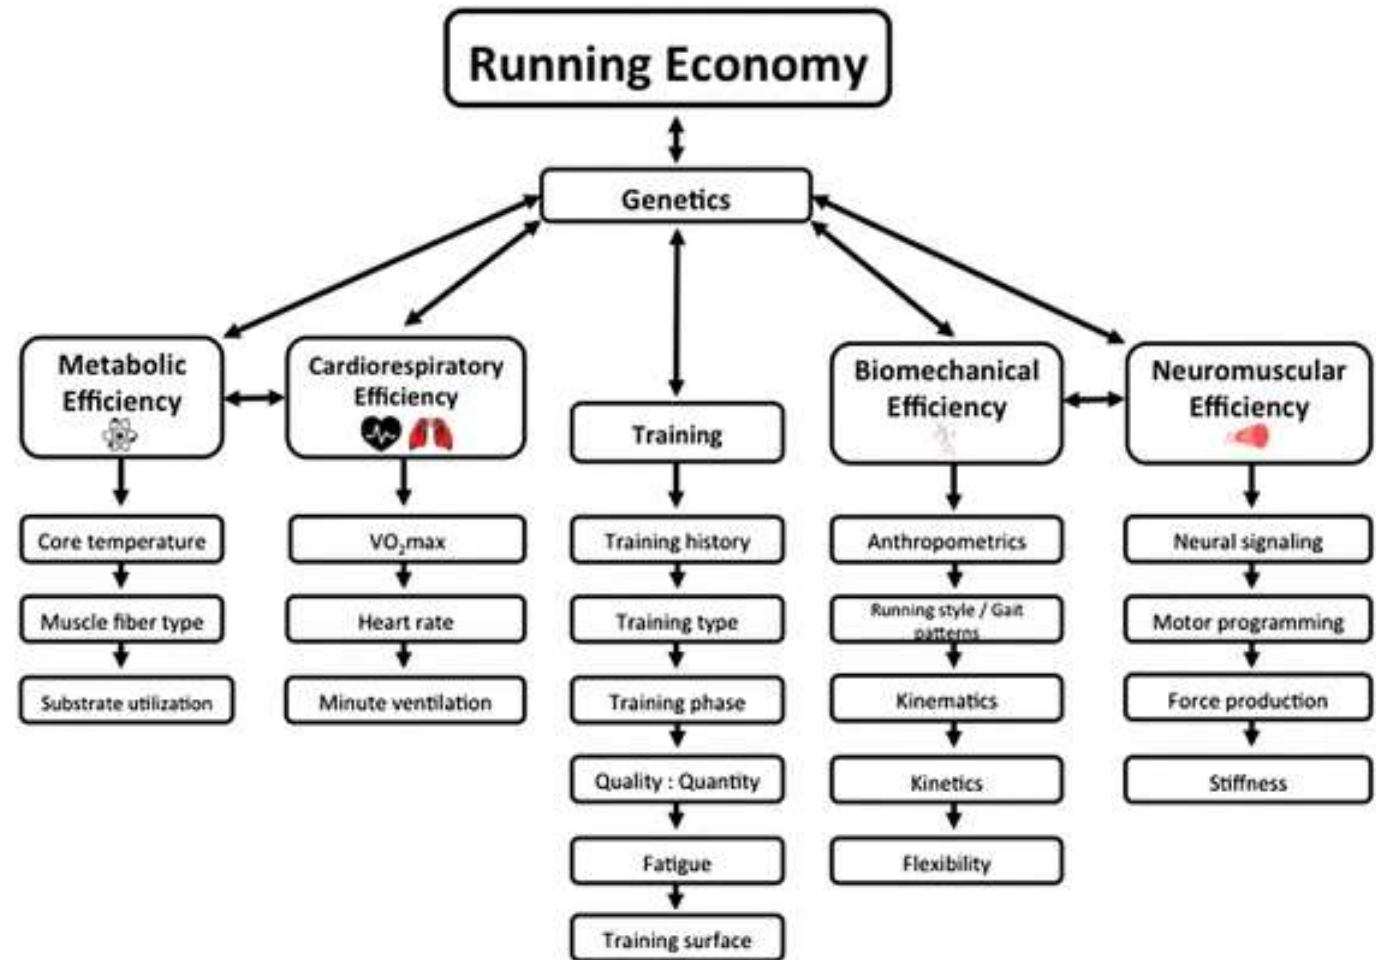 Running Economy
Genetics
Metabolic
Efficiency
Cardiorespiratory
Efficiency
Training
Biomechanical
Efficiency
Neuromuscular
Efficiency
Core temperature
Muscle fiber type
Substrate utilization
VO₂max
Heart rate
Minute ventilation
Training history
Training type
Training phase
Quality : Quantity
Fatigue
Training surface
Anthropometrics
Running style / Gait
patterns
Kinematics
Kinetics
Flexibility
Neural signaling
Motor programming
Force production
Stiffness